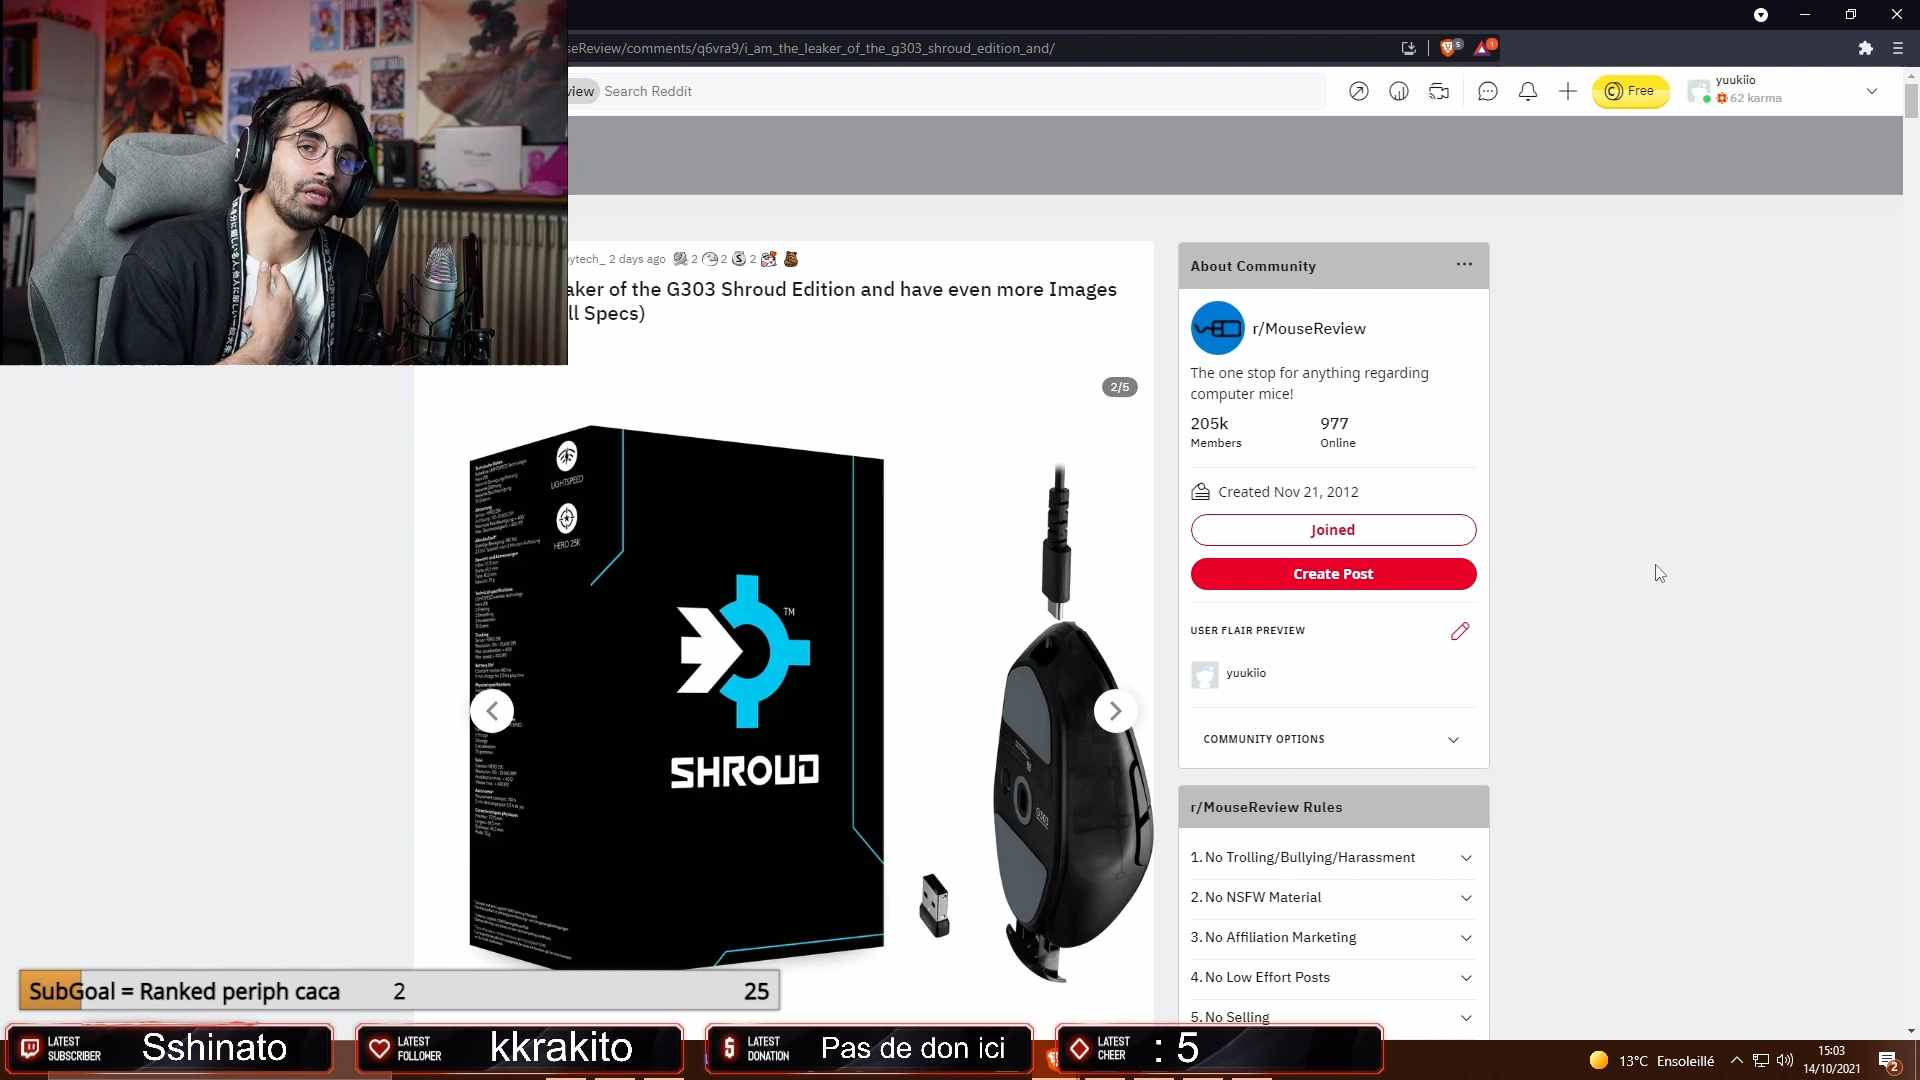 seReview/comments/q6vra9/i_am_the_leaker_of_the_g303_shroud_edition_and/
5
1
view
Search Reddit
Free
yuukiio
62 karma
ytech_ 2 days ago 2 2 2
aker of the G303 Shroud Edition and have even more Images
ll Specs)
2/5
LIGHTSPEED
HERO 25K
TM
SHROUD
G303
About Community
r/MouseReview
The one stop for anything regarding
computer mice!
205k
Members
977
Online
Created Nov 21, 2012
Joined
Create Post
USER FLAIR PREVIEW
yuukiio
COMMUNITY OPTIONS
r/MouseReview Rules
1. No Trolling/Bullying/Harassment
2. No NSFW Material
3. No Affiliation Marketing
4. No Low Effort Posts
5. No Selling
SubGoal = Ranked periph caca 2 25
LATEST
SUBSCRIBER
Sshinato
LATEST
FOLLOWER
kkrakito
LATEST
DONATION
Pas de don ici
LATEST
CHEER
: 5
13°C Ensoleillé
15:03
14/10/2021
2